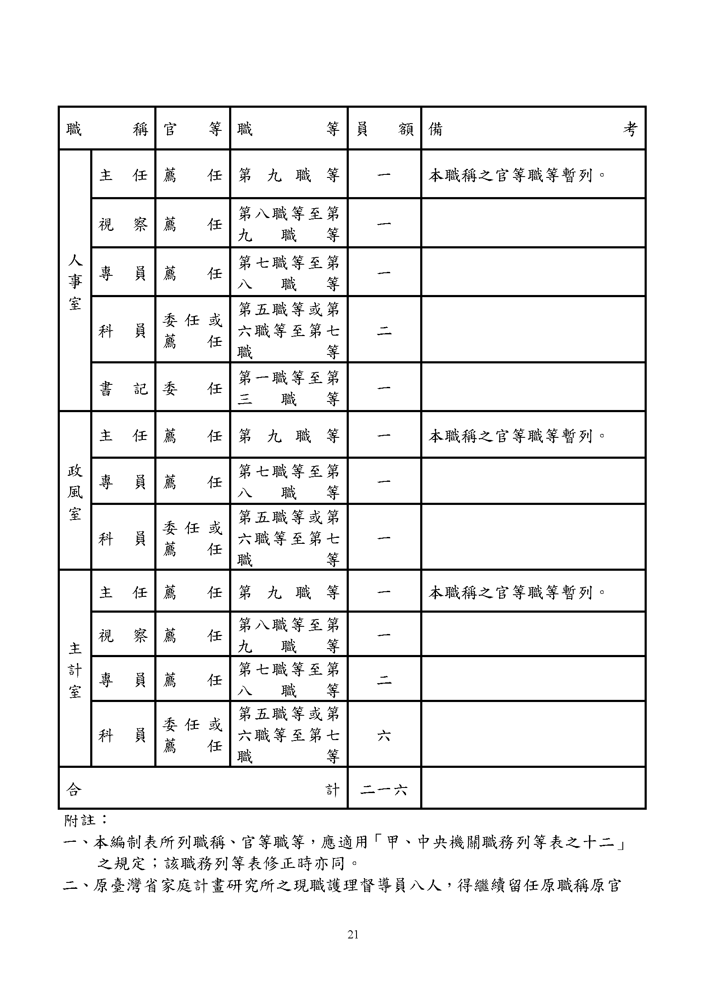 職稱 官等 職等 員額 備考
人事室
主任 薦任 第九職等 一 本職稱之官等職等暫列。
視察 薦任 第八職等至第
九職等 一
專員 薦任 第七職等至第
八職等 一
科員 委任或
薦任 第五職等或第
六職等至第七
職等 二
書記 委任 第一職等至第
三職等 一
政風室
主任 薦任 第九職等 一 本職稱之官等職等暫列。
專員 薦任 第七職等至第
八職等 一
科員 委任或
薦任 第五職等或第
六職等至第七
職等 一
主計室
主任 薦任 第九職等 一 本職稱之官等職等暫列。
視察 薦任 第八職等至第
九職等 一
專員 薦任 第七職等至第
八職等 二
科員 委任或
薦任 第五職等或第
六職等至第七
職等 六
合計 二一六
附註：
一、本編制表所列職稱、官等職等，應適用「甲、中央機關職務列等表之十二」
之規定；該職務列等表修正時亦同。
二、原臺灣省家庭計畫研究所之現職護理督導員八人，得繼續留任原職稱原官
21